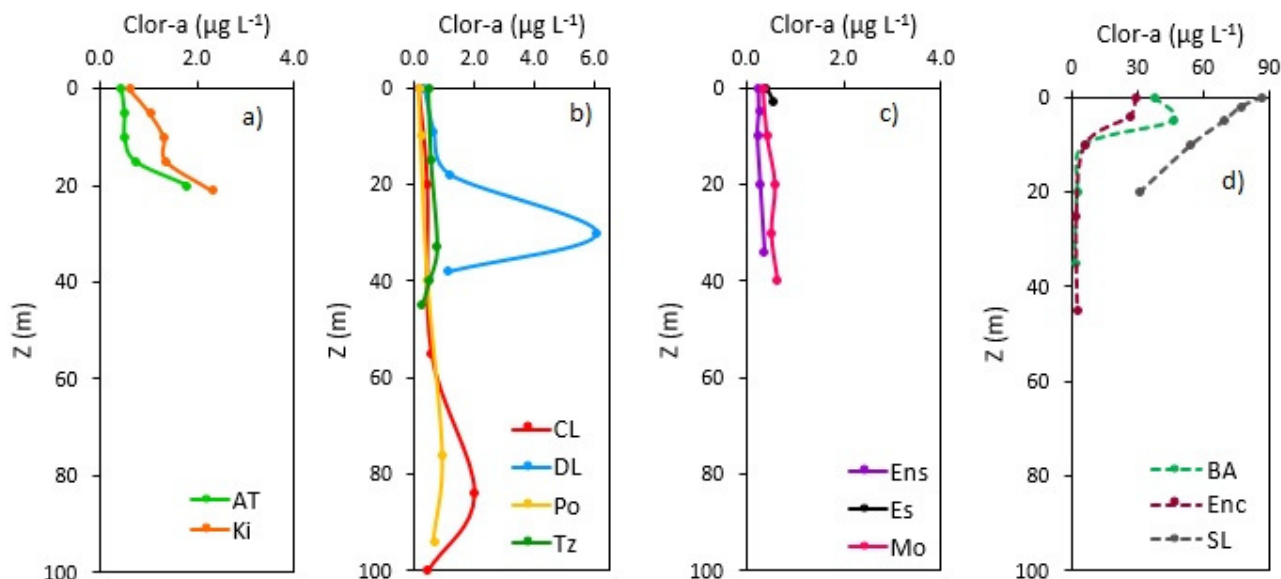 Clor-a (µg L⁻¹)
0.0 2.0 4.0
0
20
40
60
80
100
Z (m)
a)
AT
Ki
Clor-a (µg L⁻¹)
0.0 2.0 4.0 6.0
0
20
40
60
80
100
Z (m)
b)
CL
DL
Po
Tz
Clor-a (µg L⁻¹)
0.0 2.0 4.0
0
20
40
60
80
100
Z (m)
c)
Ens
Es
Mo
Clor-a (µg L⁻¹)
0 30 60 90
0
20
40
60
80
100
Z (m)
d)
BA
Enc
SL